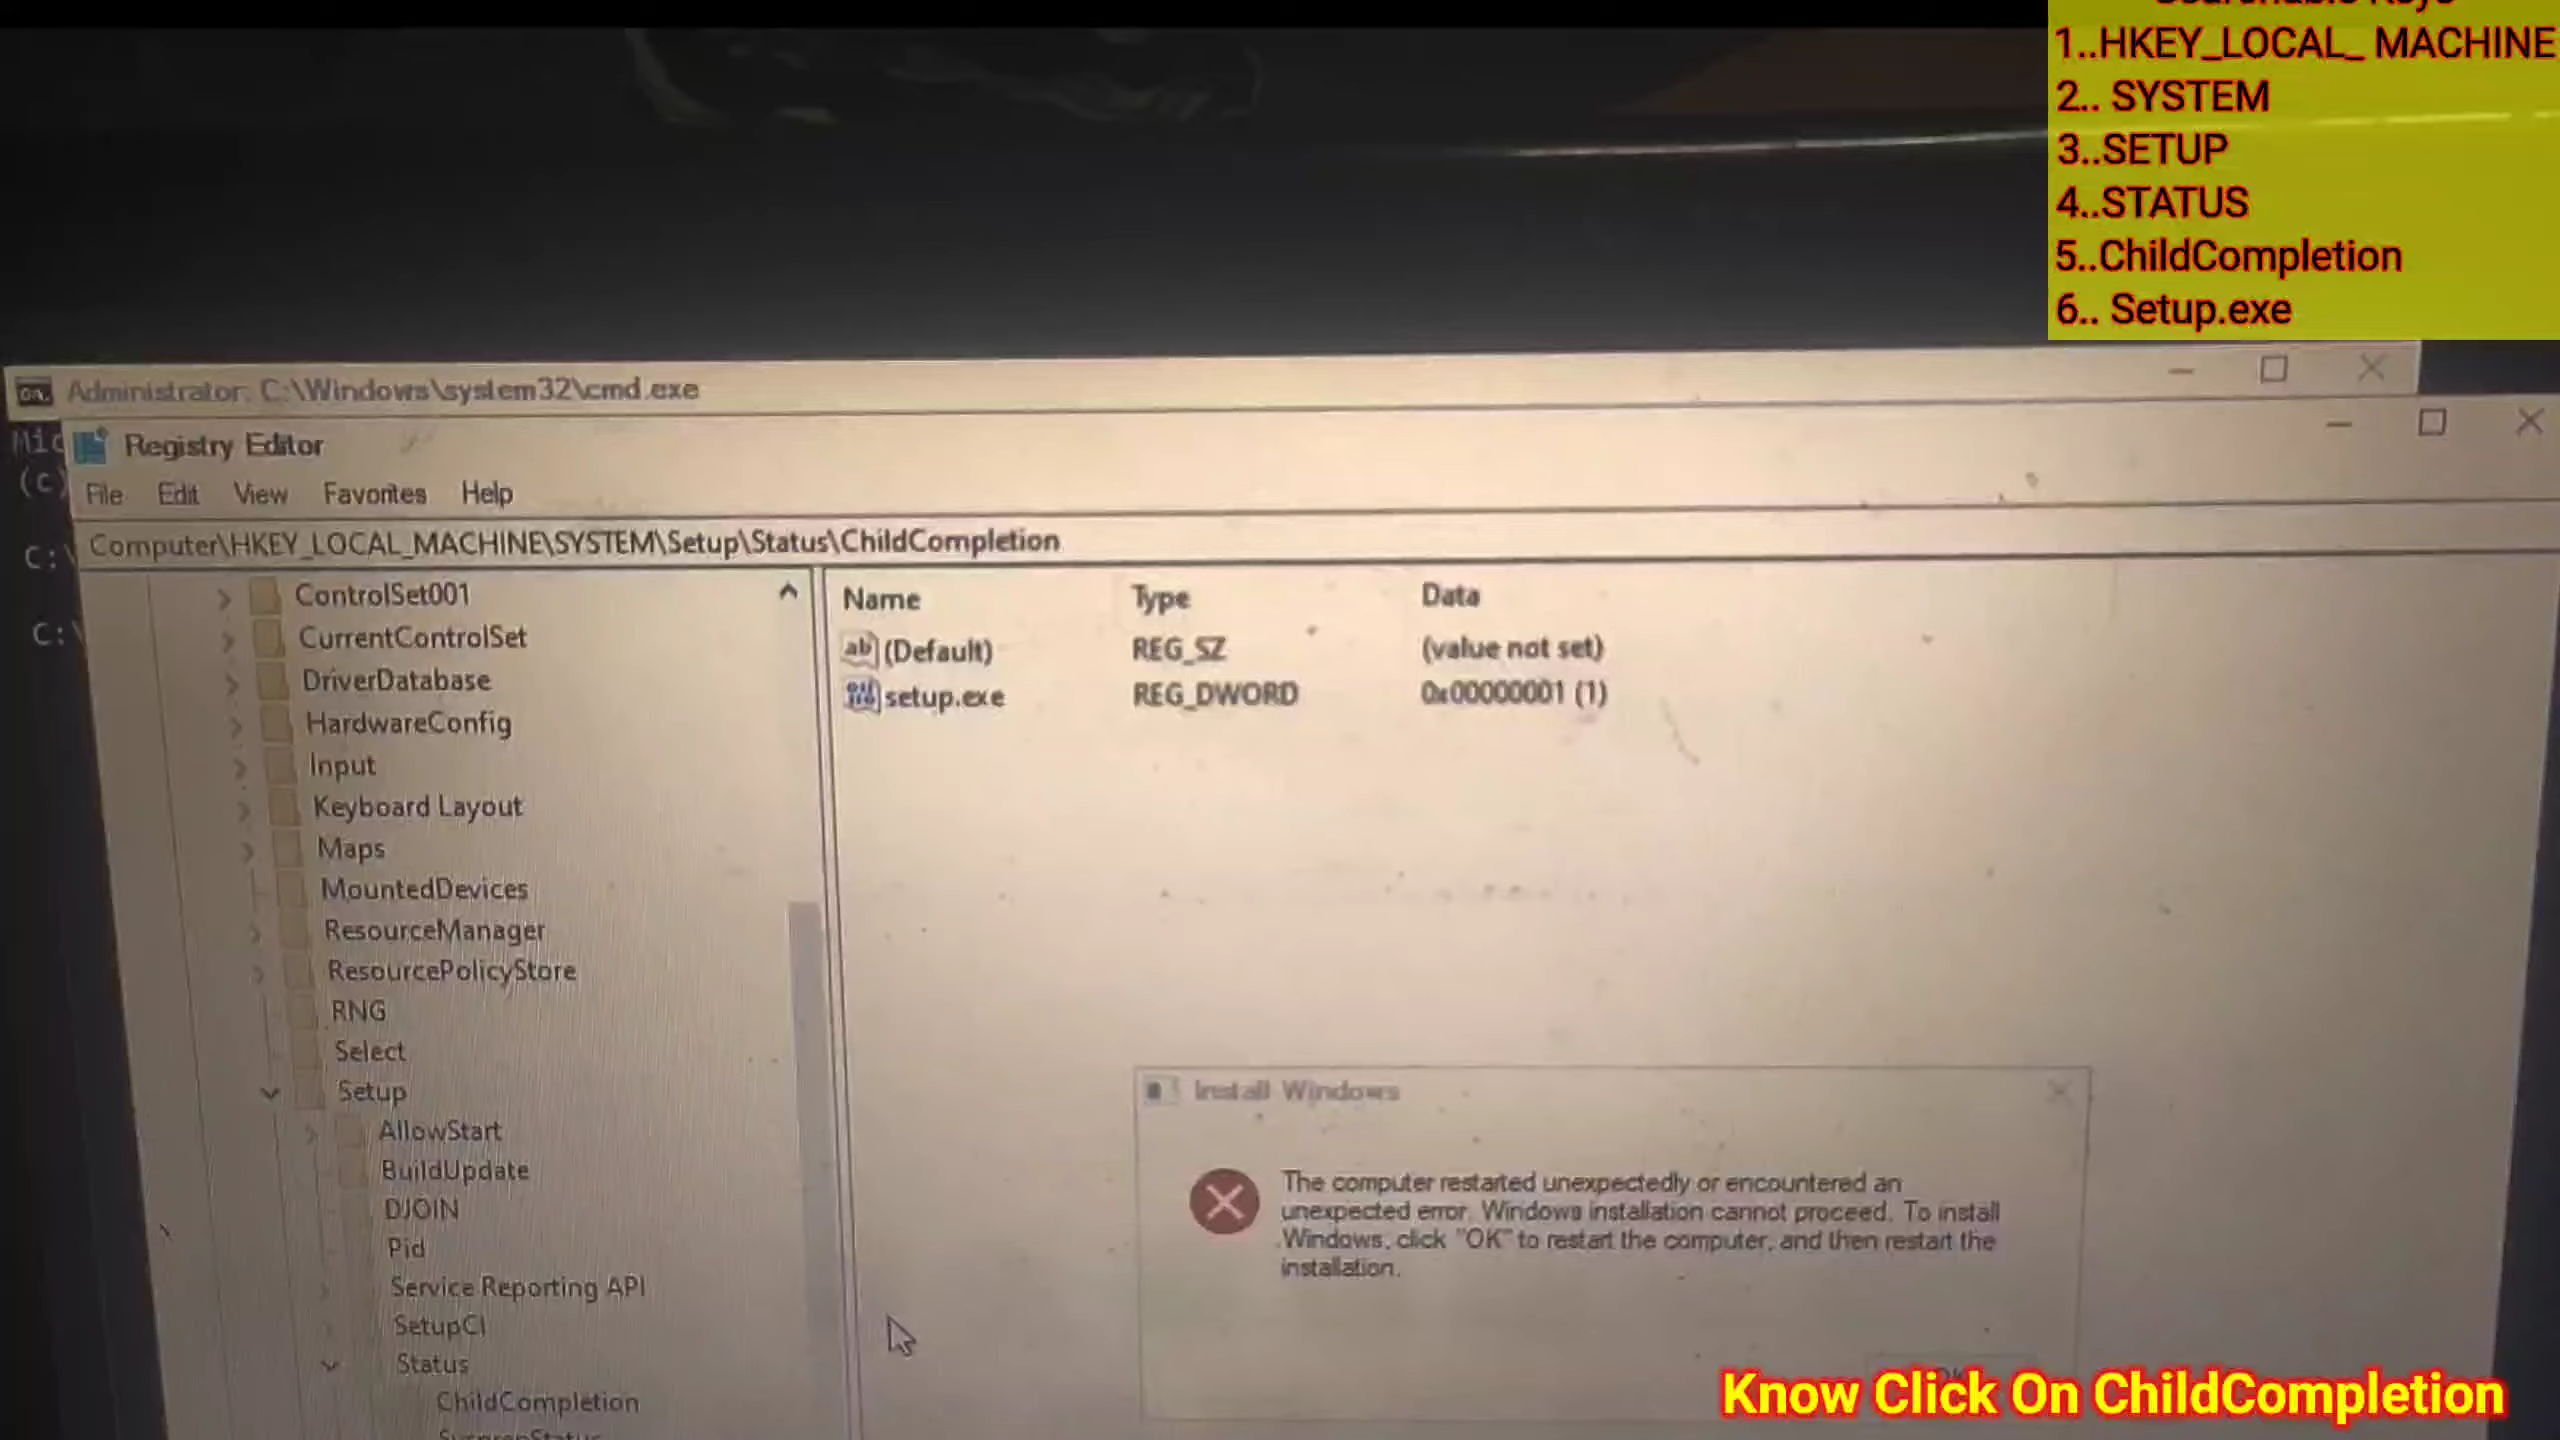 1..HKEY_LOCAL_ MACHINE
2.. SYSTEM
3..SETUP
4..STATUS
5..ChildCompletion
6.. Setup.exe
Administrator: C:\Windows\system32\cmd.exe
Mic
Registry Editor
(c)
File Edit View Favorites Help
Computer\HKEY_LOCAL_MACHINE\SYSTEM\Setup\Status\ChildCompletion
C:\
C:\
ControlSet001
CurrentControlSet
DriverDatabase
HardwareConfig
Input
Keyboard Layout
Maps
MountedDevices
ResourceManager
ResourcePolicyStore
RNG
Select
Setup
AllowStart
BuildUpdate
DJOIN
Pid
Service Reporting API
SetupCl
Status
ChildCompletion
Name Type Data
(Default) REG_SZ (value not set)
setup.exe REG_DWORD 0x00000001 (1)
Install Windows
The computer restarted unexpectedly or encountered an
unexpected error. Windows installation cannot proceed. To install
Windows, click "OK" to restart the computer, and then restart the
installation.
Know Click On ChildCompletion